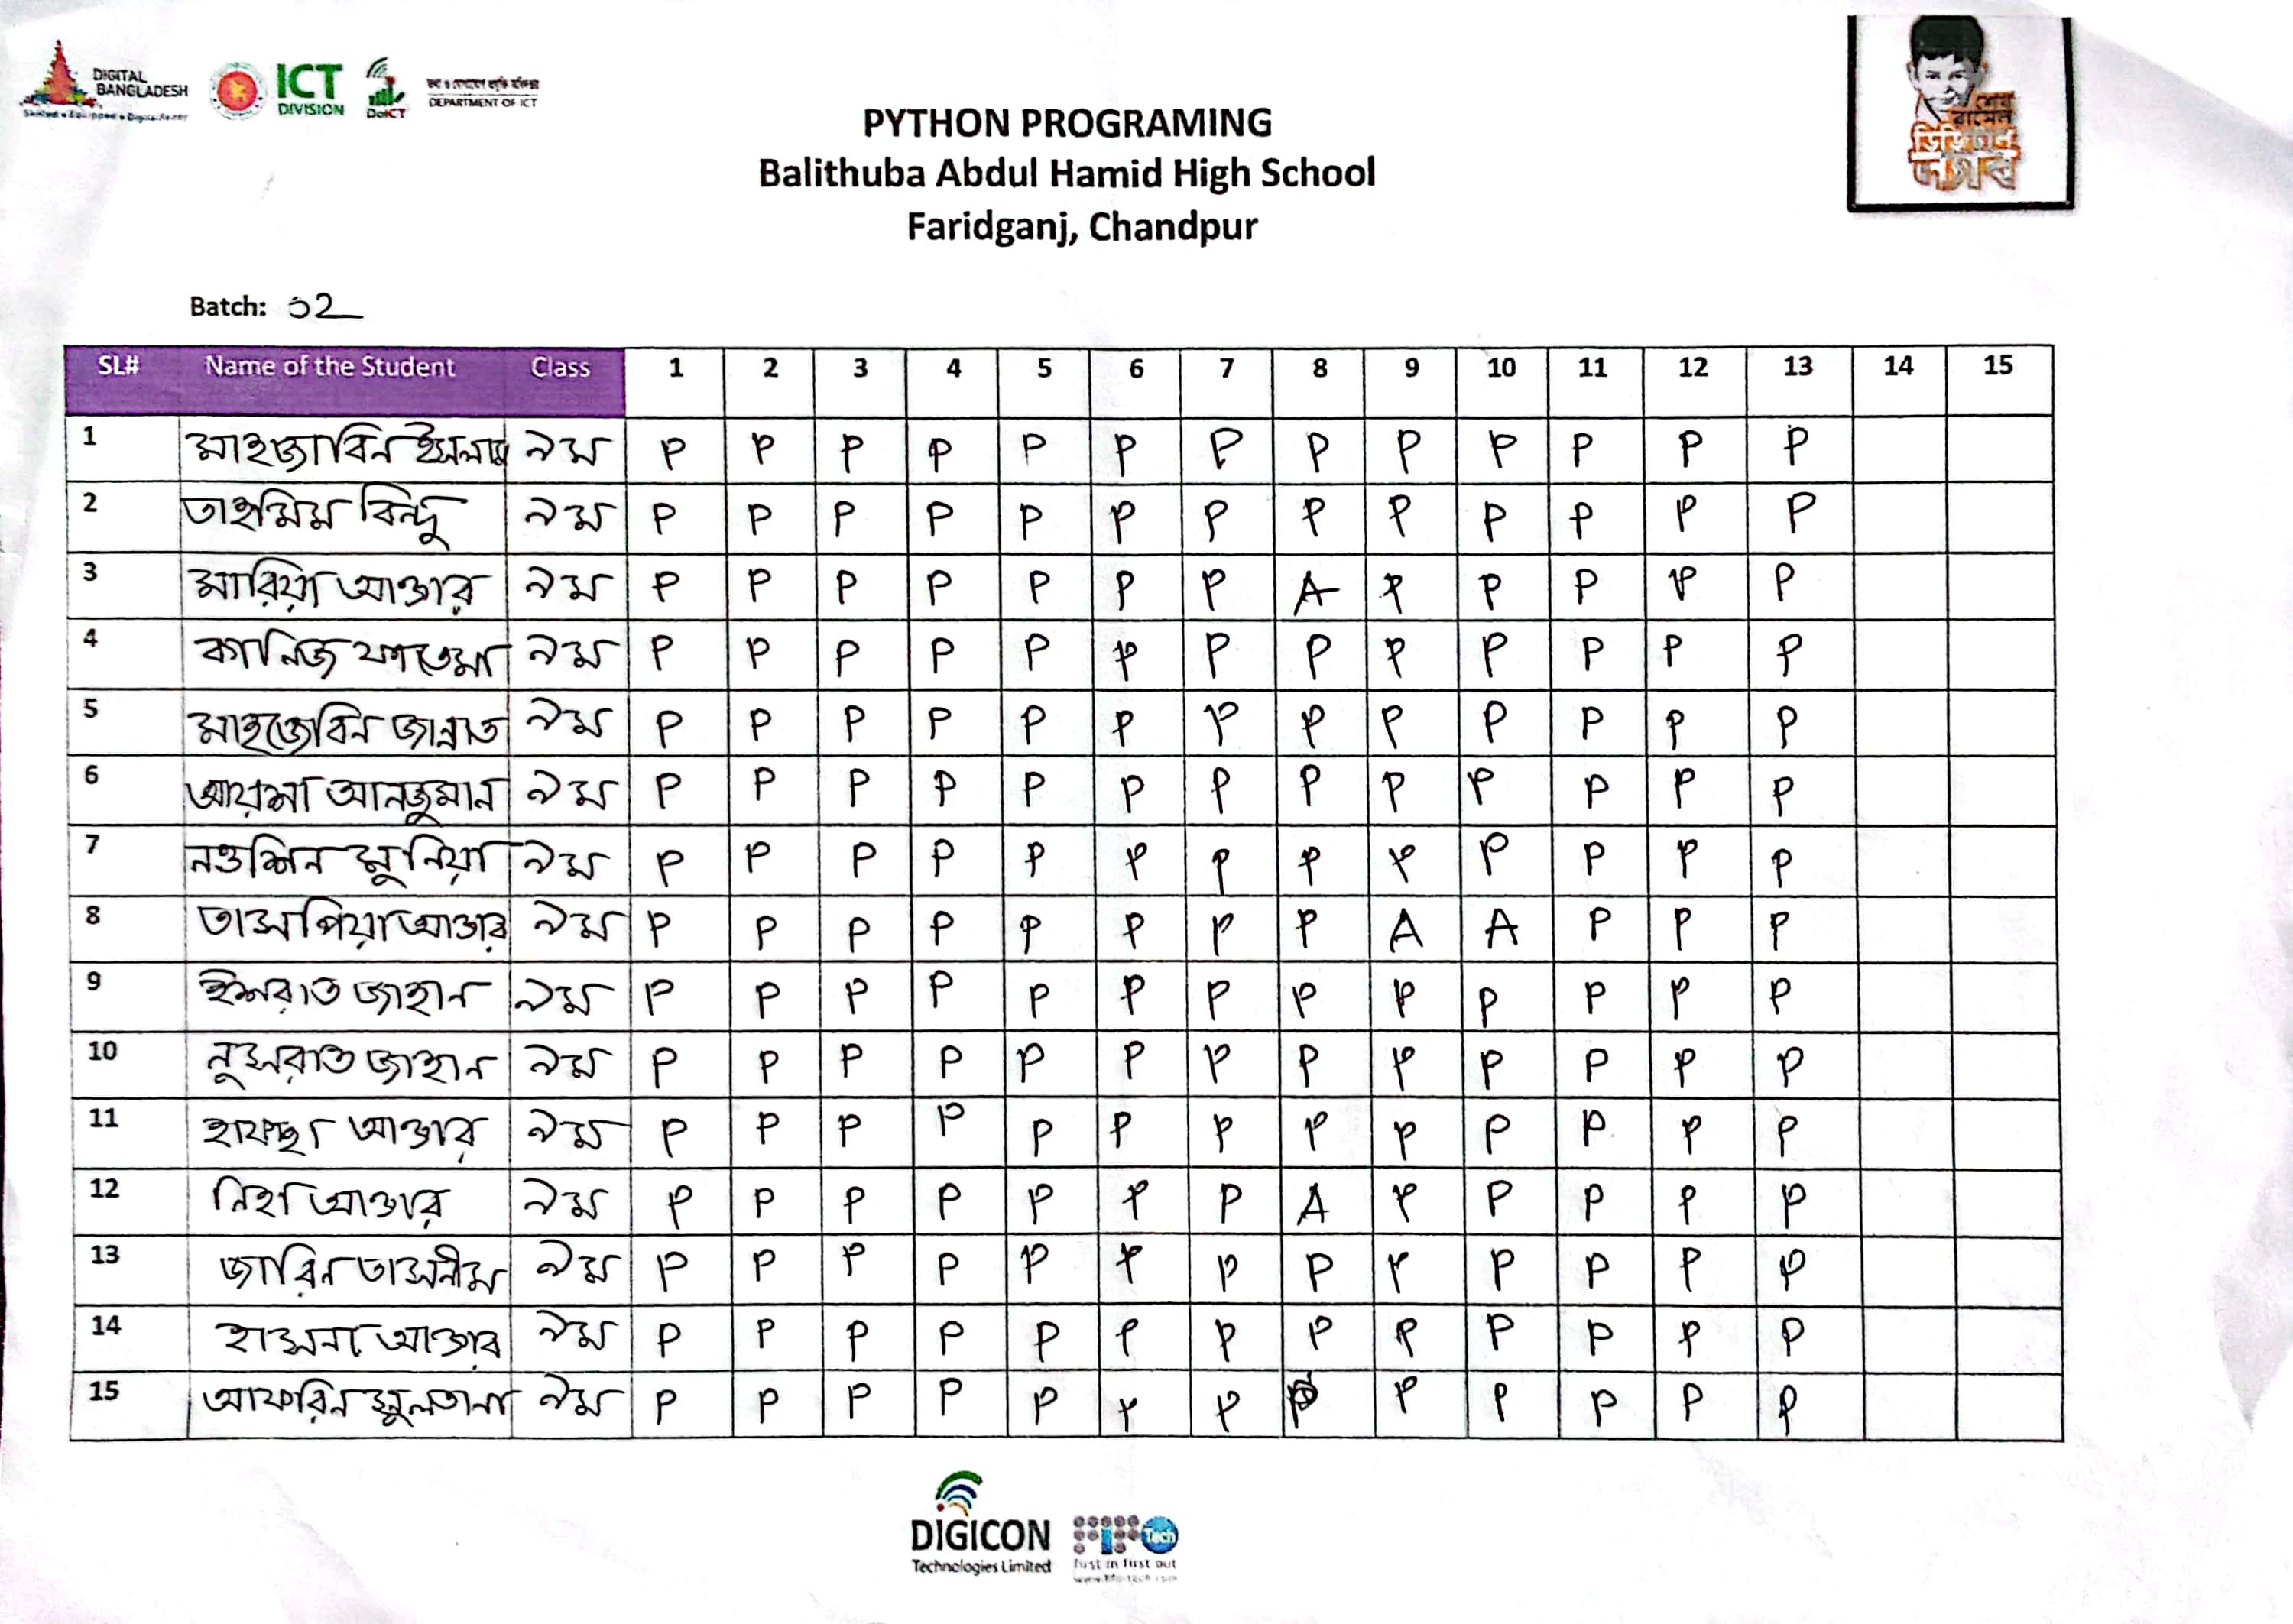 DIGITAL
BANGLADESH
ICT
DIVISION
DoICT
DEPARTMENT OF ICT
শেখ
রাসেল
ডিজিটাল
ল্যাব
PYTHON PROGRAMING
Balithuba Abdul Hamid High School
Faridganj, Chandpur
Batch: 02
SL# Name of the Student Class 1 2 3 4 5 6 7 8 9 10 11 12 13 14 15
1 মাহজাবিন ইসলাম ৯ম P P P P P P P P P P P P P
2 তাহমিম বিন্দু ৯ম P P P P P P P P P P P P P
3 মারিয়া আক্তার ৯ম P P P P P P P A P P P P P
4 কানিজ ফাতেমা ৯ম P P P P P P P P P P P P P
5 মাহজেবিন জান্নাত ৯ম P P P P P P P P P P P P P
6 আয়শা আনজুমান ৯ম P P P P P P P P P P P P P
7 নওশিন মুনিয়া ৯ম P P P P P P P P P P P P P
8 তাসপিয়া আক্তার ৯ম P P P P P P P P A A P P P
9 ইশরাত জাহান ৯ম P P P P P P P P P P P P P
10 নুসরাত জাহান ৯ম P P P P P P P P P P P P P
11 হাফছা আক্তার ৯ম P P P P P P P P P P P P P
12 নিহা আক্তার ৯ম P P P P P P P A P P P P P
13 জারিন তাসনীম ৯ম P P P P P P P P P P P P P
14 হাসনা আক্তার ৯ম P P P P P P P P P P P P P
15 আফরিন সুলতানা ৯ম P P P P P P P P P P P P P
DIGICON
Technologies Limited
Tech
first in first out